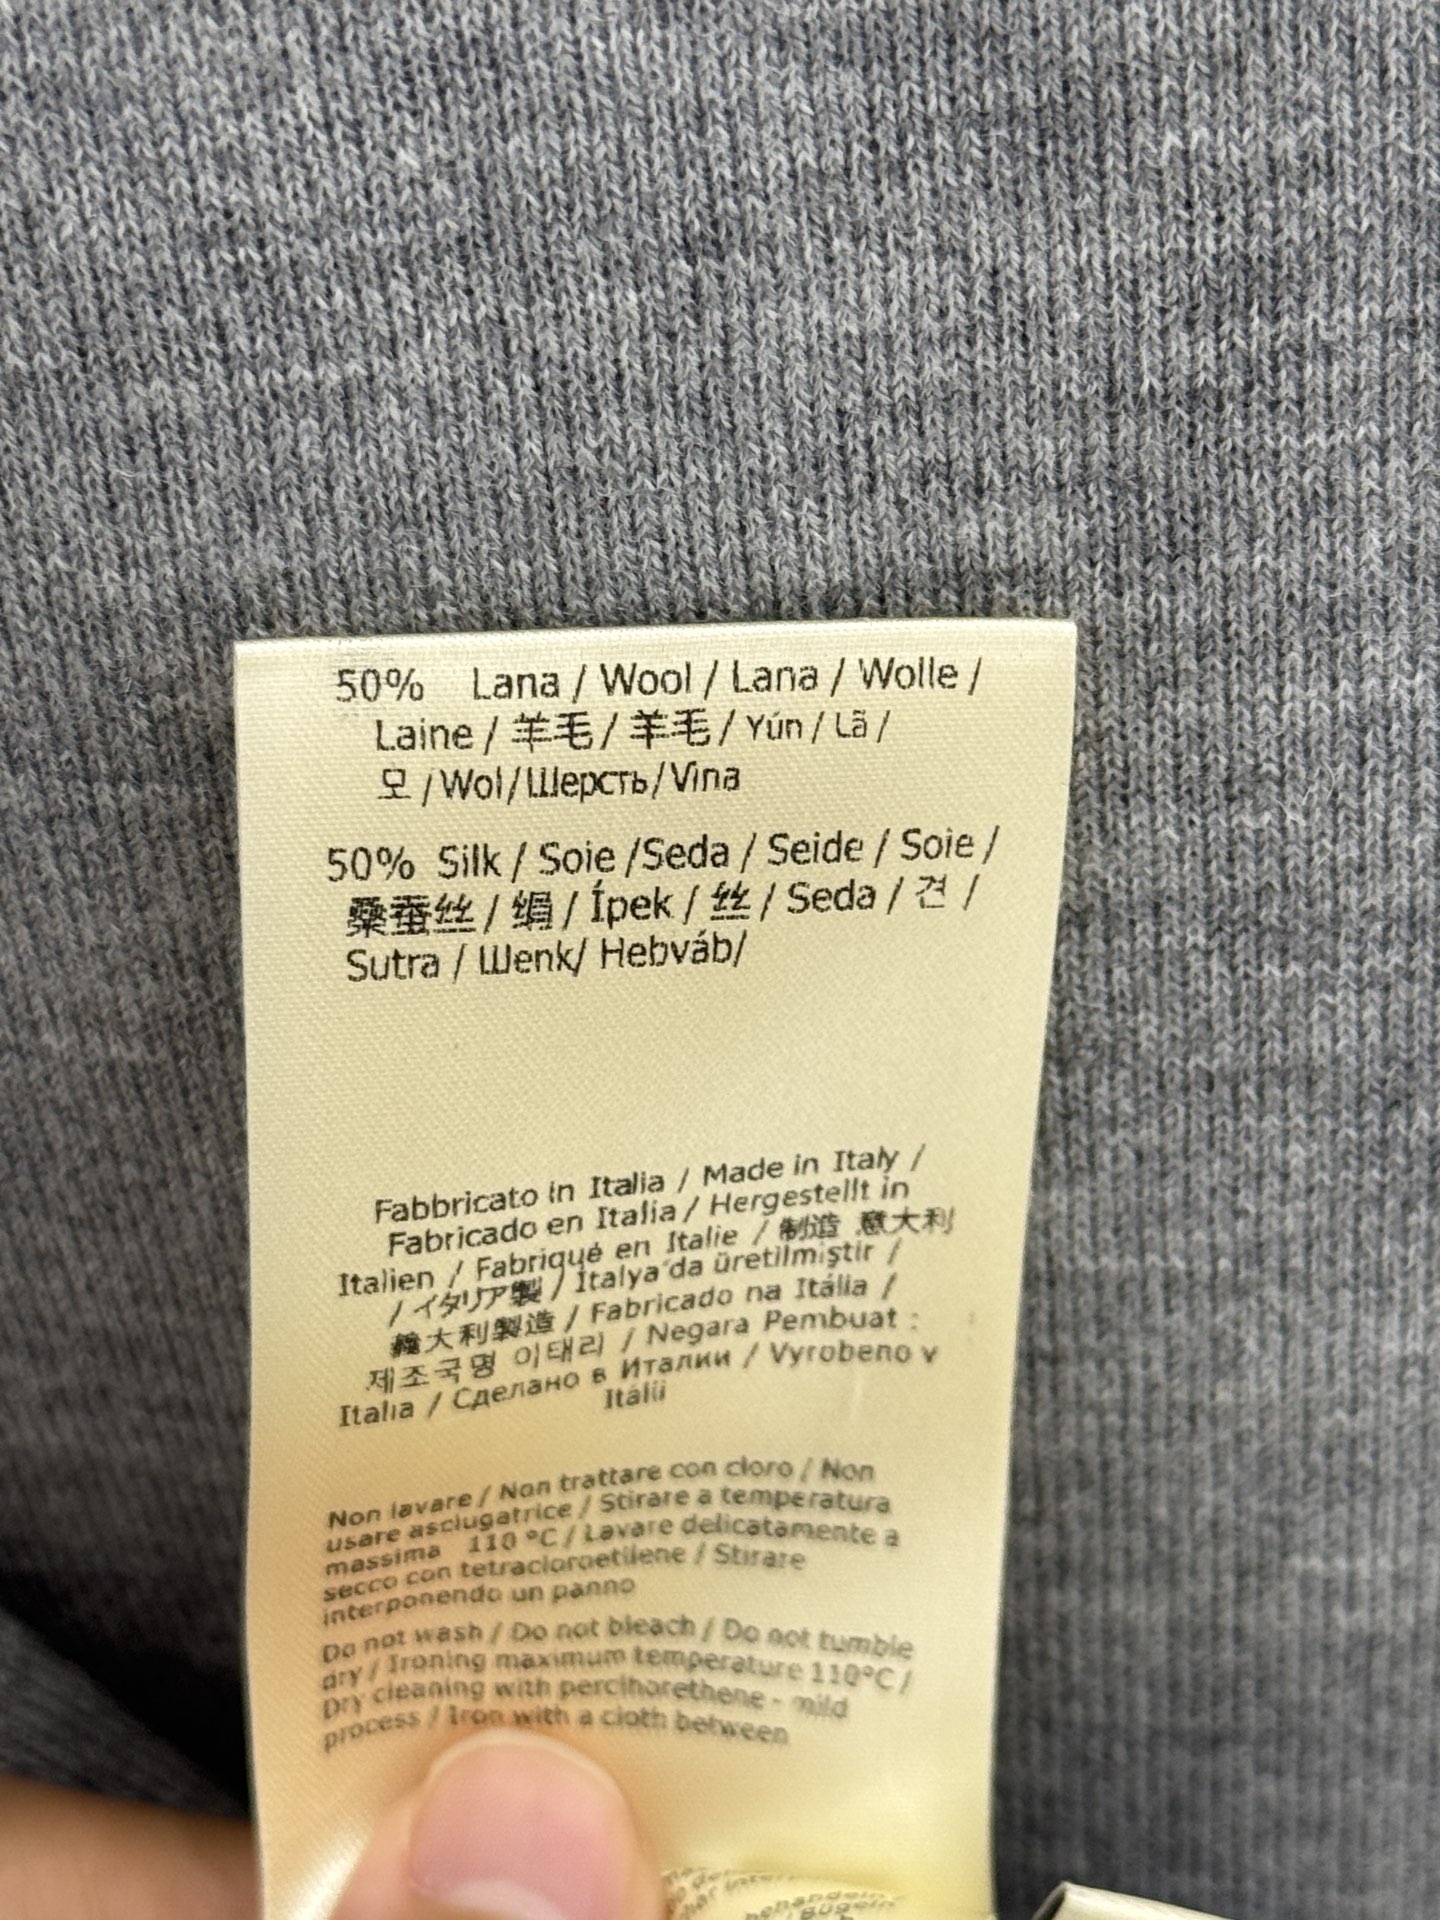 50% Lana / Wool / Lana / Wolle /
Laine / 羊毛 / 羊毛 / Yún / Lã /
모 / Wol / Шерсть / Vina
50% Silk / Soie /Seda / Seide / Soie /
桑蚕丝 / 絹 / Ípek / 丝 / Seda / 견 /
Sutra / Шenk/ Hebváb/
Fabbricato in Italia / Made in Italy /
Fabricado en Italia / Hergestellt in
Italien / Fabriqué en Italie / 制造 意大利
/ イタリア製 / İtalya'da üretilmiştir /
義大利製造 / Fabricado na Itália /
제조국명 이태리 / Negara Pembuat :
Italia / Сделано в Италии / Vyrobeno v
Itálii
Non lavare / Non trattare con cloro / Non
usare asciugatrice / Stirare a temperatura
massima 110 °C / Lavare delicatamente a
secco con tetracloroetilene / Stirare
interponendo un panno
Do not wash / Do not bleach / Do not tumble
dry / Ironing maximum temperature 110°C /
Dry cleaning with perclhorethene - mild
process / Iron with a cloth between